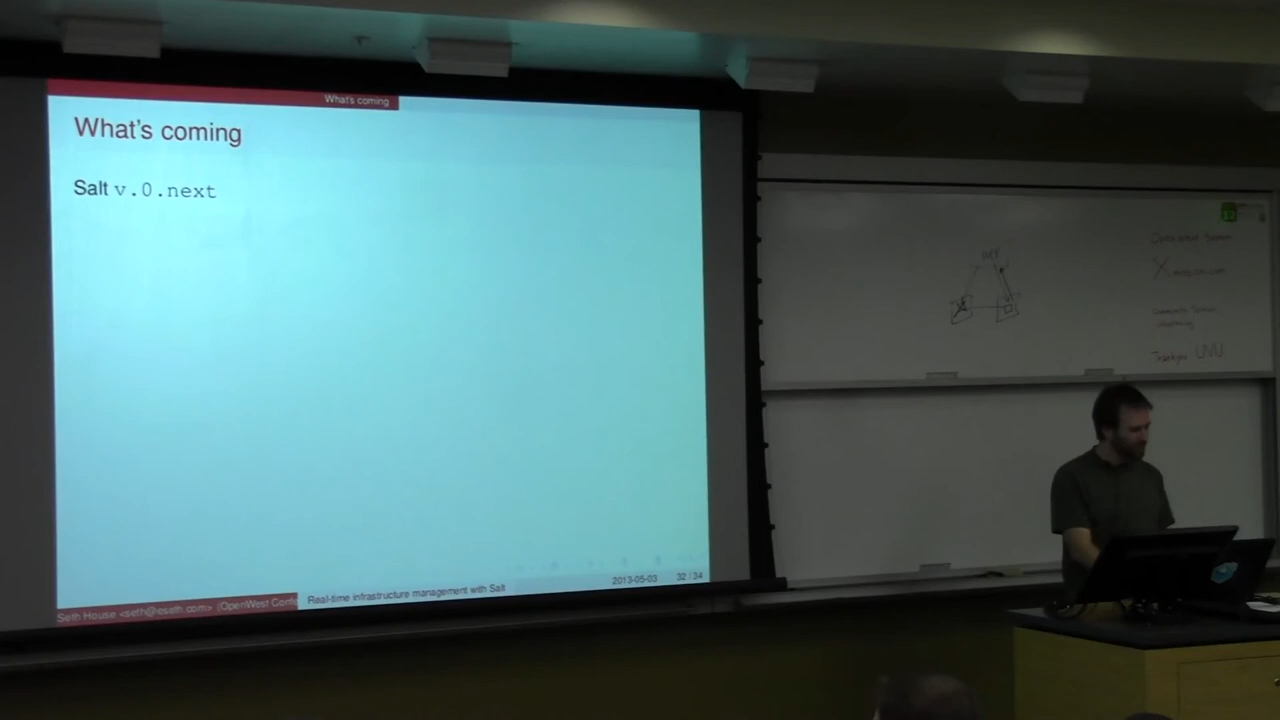 What's coming
What's coming
Salt v.0.next
2013-05-03 32 / 34
Real-time infrastructure management with Salt
Seth House <seth@eseth.com> (OpenWest Conf
UVU